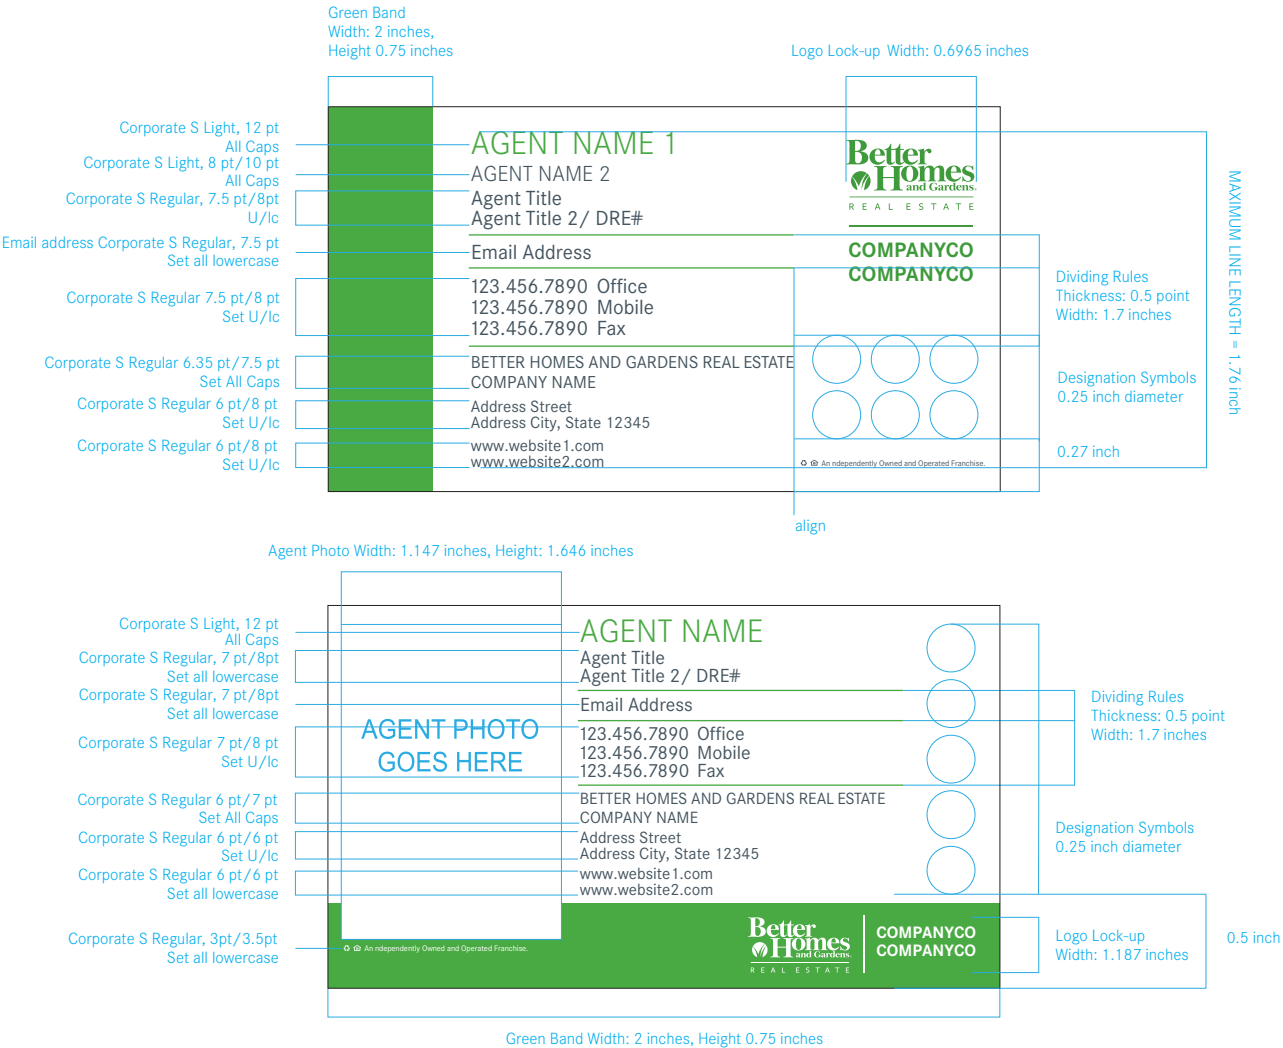 Green Band
Width: 2 inches,
Height 0.75 inches
Logo Lock-up Width: 0.6965 inches
Corporate S Light, 12 pt
All Caps
Corporate S Light, 8 pt/10 pt
All Caps
Corporate S Regular, 7.5 pt/8pt
U/lc
Email address Corporate S Regular, 7.5 pt
Set all lowercase
Corporate S Regular 7.5 pt/8 pt
Set U/lc
Corporate S Regular 6.35 pt/7.5 pt
Set All Caps
Corporate S Regular 6 pt/8 pt
Set U/lc
Corporate S Regular 6 pt/8 pt
Set U/lc
AGENT NAME 1
AGENT NAME 2
Agent Title
Agent Title 2/ DRE#
Email Address
123.456.7890 Office
123.456.7890 Mobile
123.456.7890 Fax
BETTER HOMES AND GARDENS REAL ESTATE
COMPANY NAME
Address Street
Address City, State 12345
www.website1.com
www.website2.com
Better
Homes
and Gardens.
REAL ESTATE
COMPANYCO
COMPANYCO
An ndependently Owned and Operated Franchise.
Dividing Rules
Thickness: 0.5 point
Width: 1.7 inches
Designation Symbols
0.25 inch diameter
0.27 inch
MAXIMUM LINE LENGTH = 1.76 inch
align
Agent Photo Width: 1.147 inches, Height: 1.646 inches
Corporate S Light, 12 pt
All Caps
Corporate S Regular, 7 pt/8pt
Set all lowercase
Corporate S Regular, 7 pt/8pt
Set all lowercase
Corporate S Regular 7 pt/8 pt
Set U/lc
Corporate S Regular 6 pt/7 pt
Set All Caps
Corporate S Regular 6 pt/6 pt
Set U/lc
Corporate S Regular 6 pt/6 pt
Set all lowercase
Corporate S Regular, 3pt/3.5pt
Set all lowercase
AGENT PHOTO
GOES HERE
AGENT NAME
Agent Title
Agent Title 2/ DRE#
Email Address
123.456.7890 Office
123.456.7890 Mobile
123.456.7890 Fax
BETTER HOMES AND GARDENS REAL ESTATE
COMPANY NAME
Address Street
Address City, State 12345
www.website1.com
www.website2.com
An ndependently Owned and Operated Franchise.
Better
Homes
and Gardens.
REAL ESTATE
COMPANYCO
COMPANYCO
Dividing Rules
Thickness: 0.5 point
Width: 1.7 inches
Designation Symbols
0.25 inch diameter
Logo Lock-up
Width: 1.187 inches
0.5 inch
Green Band Width: 2 inches, Height 0.75 inches